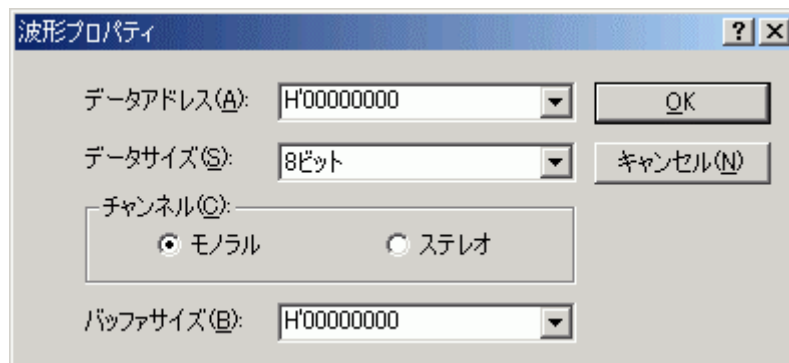 波形プロパティ
データアドレス(A): H'00000000 OK
データサイズ(S): 8ビット キャンセル(N)
チャンネル(C):
モノラル ステレオ
バッファサイズ(B): H'00000000